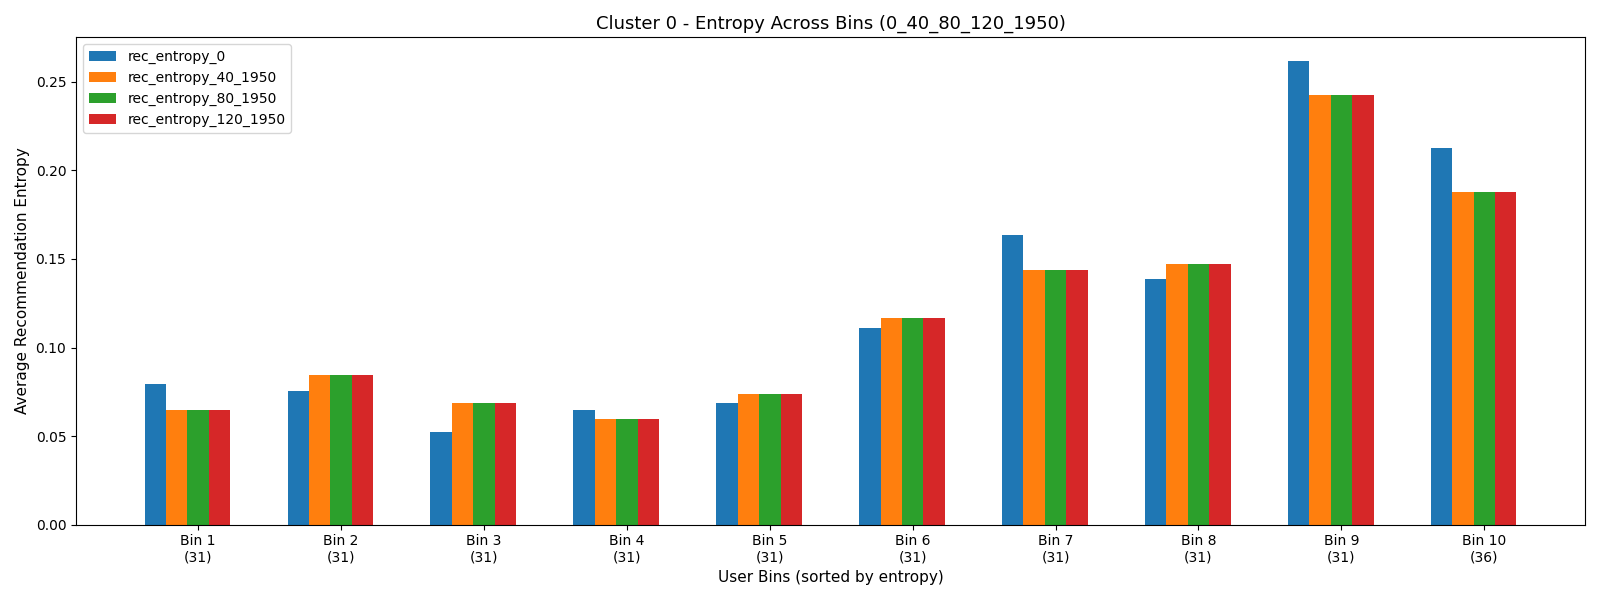 Cluster 0 - Entropy Across Bins (0_40_80_120_1950)
rec_entropy_0
rec_entropy_40_1950
rec_entropy_80_1950
rec_entropy_120_1950
Average Recommendation Entropy
0.25
0.20
0.15
0.10
0.05
0.00
Bin 1 Bin 2 Bin 3 Bin 4 Bin 5 Bin 6 Bin 7 Bin 8 Bin 9 Bin 10
(31) (31) (31) (31) (31) (31) (31) (31) (31) (36)
User Bins (sorted by entropy)